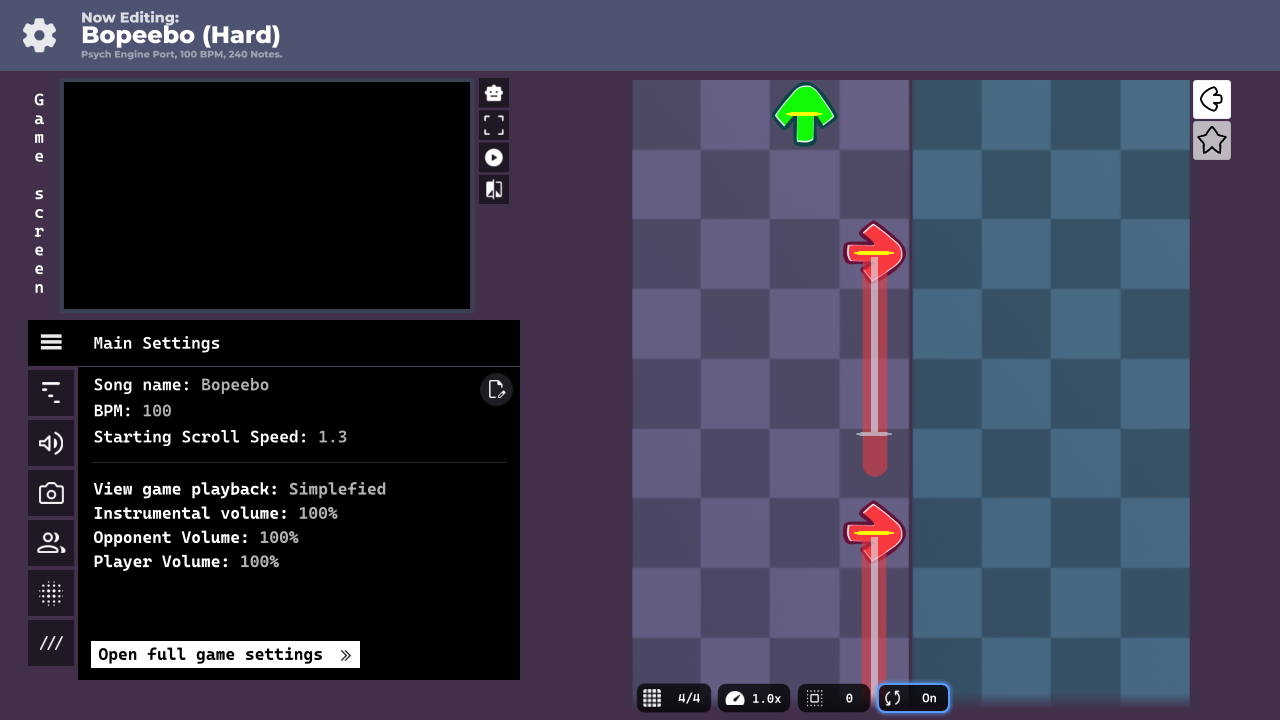 Now Editing:
Bopeebo (Hard)
Psych Engine Port, 100 BPM, 240 Notes.
Game screen
Main Settings
Song name: Bopeebo
BPM: 100
Starting Scroll Speed: 1.3
View game playback: Simplefied
Instrumental volume: 100%
Opponent Volume: 100%
Player Volume: 100%
Open full game settings
4/4
1.0x
0
On